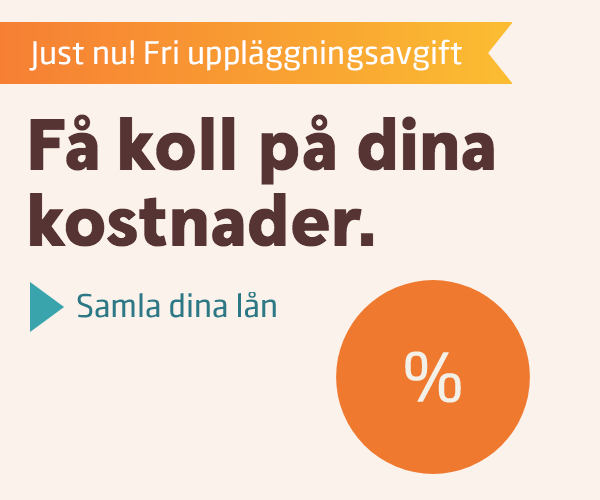 Just nu! Fri uppläggningsavgift
Få koll på dina
kostnader.
Samla dina lån
%